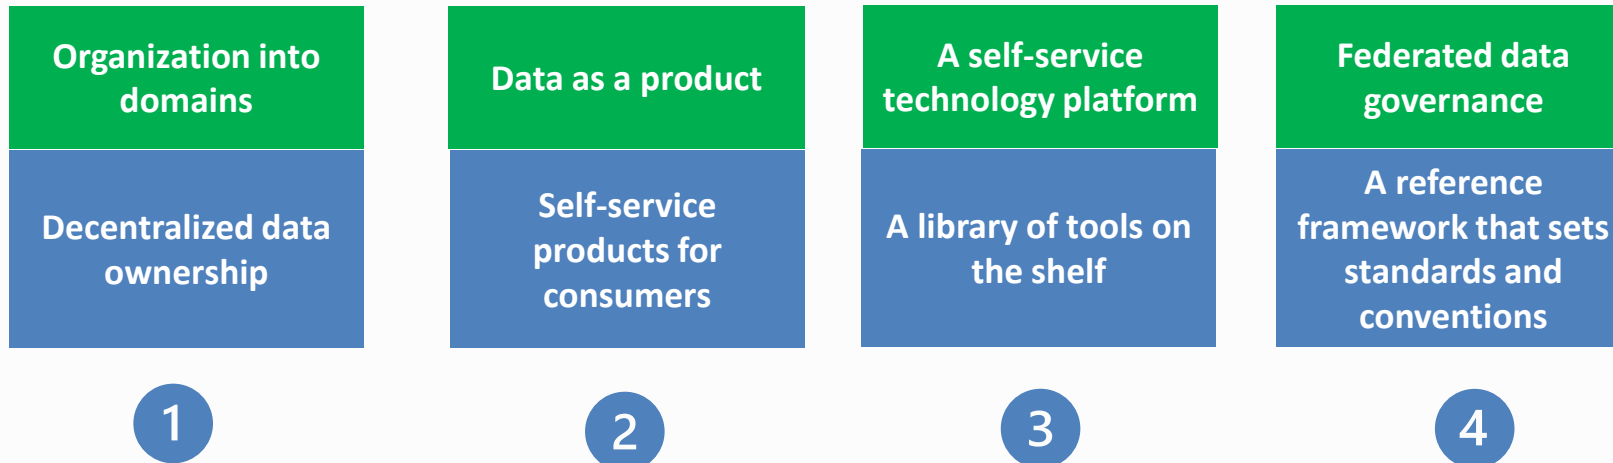 Organization into
domains
Decentralized data
ownership
1
Data as a product
Self-service
products for
consumers
2
A self-service
technology platform
A library of tools on
the shelf
3
Federated data
governance
A reference
framework that sets
standards and
conventions
4